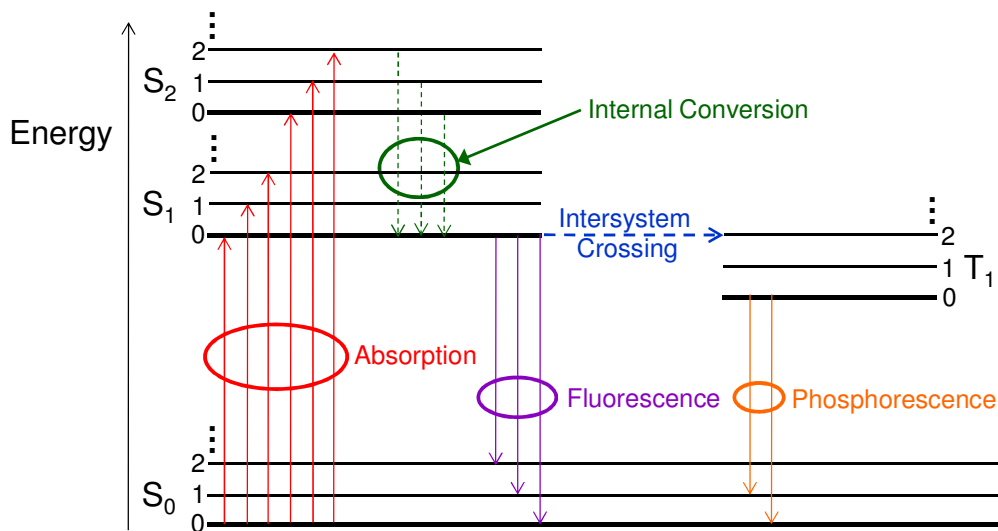 Energy
S2
2
1
0
S1
2
1
0
S0
2
1
0
Internal Conversion
Intersystem
Crossing
2
1
0
T1
Absorption
Fluorescence
Phosphorescence